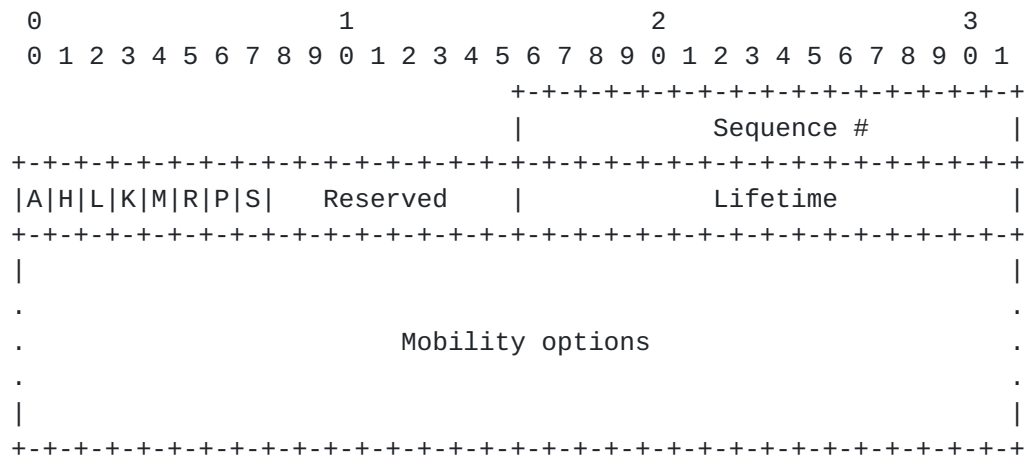 0                   1                   2                   3
 0 1 2 3 4 5 6 7 8 9 0 1 2 3 4 5 6 7 8 9 0 1 2 3 4 5 6 7 8 9 0 1
                                +-+-+-+-+-+-+-+-+-+-+-+-+-+-+-+-+
                                |            Sequence #         |
+-+-+-+-+-+-+-+-+-+-+-+-+-+-+-+-+-+-+-+-+-+-+-+-+-+-+-+-+-+-+-+-+
|A|H|L|K|M|R|P|S|   Reserved    |            Lifetime           |
+-+-+-+-+-+-+-+-+-+-+-+-+-+-+-+-+-+-+-+-+-+-+-+-+-+-+-+-+-+-+-+-+
|                                                               |
.                                                               .
.                        Mobility options                       .
.                                                               .
|                                                               |
+-+-+-+-+-+-+-+-+-+-+-+-+-+-+-+-+-+-+-+-+-+-+-+-+-+-+-+-+-+-+-+-+